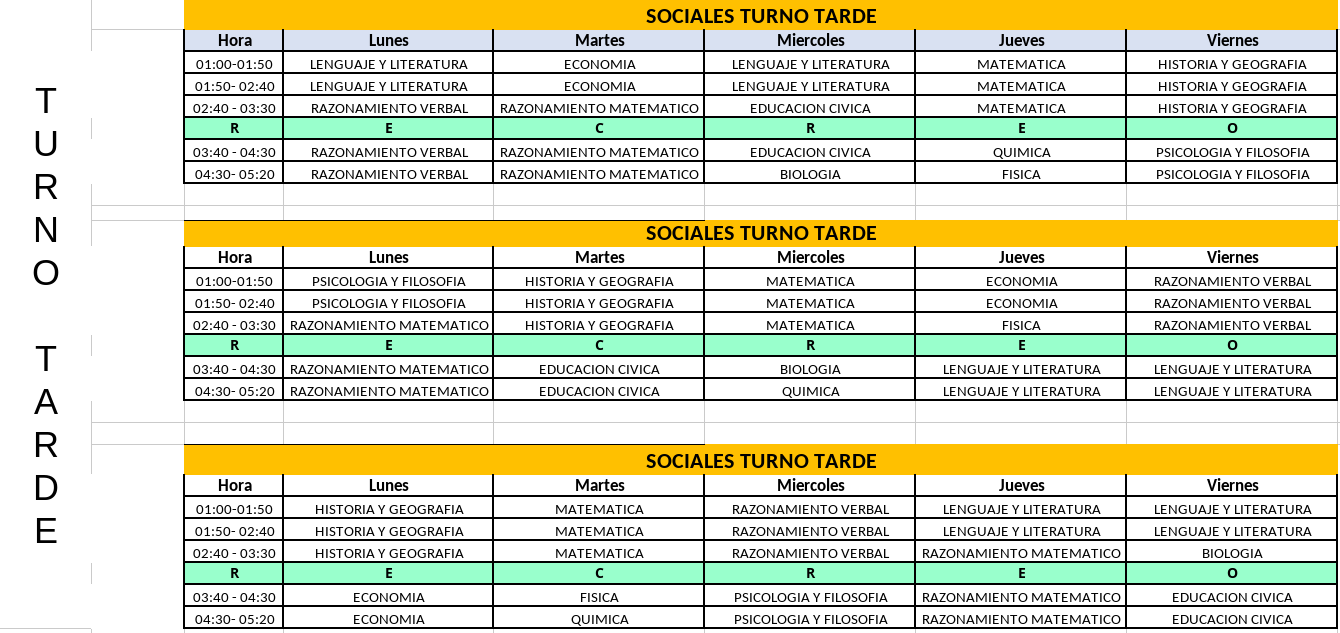 TURNO TARDE
SOCIALES TURNO TARDE
Hora Lunes Martes Miercoles Jueves Viernes
01:00-01:50 LENGUAJE Y LITERATURA ECONOMIA LENGUAJE Y LITERATURA MATEMATICA HISTORIA Y GEOGRAFIA
01:50- 02:40 LENGUAJE Y LITERATURA ECONOMIA LENGUAJE Y LITERATURA MATEMATICA HISTORIA Y GEOGRAFIA
02:40 - 03:30 RAZONAMIENTO VERBAL RAZONAMIENTO MATEMATICO EDUCACION CIVICA MATEMATICA HISTORIA Y GEOGRAFIA
R E C R E O
03:40 - 04:30 RAZONAMIENTO VERBAL RAZONAMIENTO MATEMATICO EDUCACION CIVICA QUIMICA PSICOLOGIA Y FILOSOFIA
04:30- 05:20 RAZONAMIENTO VERBAL RAZONAMIENTO MATEMATICO BIOLOGIA FISICA PSICOLOGIA Y FILOSOFIA
SOCIALES TURNO TARDE
Hora Lunes Martes Miercoles Jueves Viernes
01:00-01:50 PSICOLOGIA Y FILOSOFIA HISTORIA Y GEOGRAFIA MATEMATICA ECONOMIA RAZONAMIENTO VERBAL
01:50- 02:40 PSICOLOGIA Y FILOSOFIA HISTORIA Y GEOGRAFIA MATEMATICA ECONOMIA RAZONAMIENTO VERBAL
02:40 - 03:30 RAZONAMIENTO MATEMATICO HISTORIA Y GEOGRAFIA MATEMATICA FISICA RAZONAMIENTO VERBAL
R E C R E O
03:40 - 04:30 RAZONAMIENTO MATEMATICO EDUCACION CIVICA BIOLOGIA LENGUAJE Y LITERATURA LENGUAJE Y LITERATURA
04:30- 05:20 RAZONAMIENTO MATEMATICO EDUCACION CIVICA QUIMICA LENGUAJE Y LITERATURA LENGUAJE Y LITERATURA
SOCIALES TURNO TARDE
Hora Lunes Martes Miercoles Jueves Viernes
01:00-01:50 HISTORIA Y GEOGRAFIA MATEMATICA RAZONAMIENTO VERBAL LENGUAJE Y LITERATURA LENGUAJE Y LITERATURA
01:50- 02:40 HISTORIA Y GEOGRAFIA MATEMATICA RAZONAMIENTO VERBAL LENGUAJE Y LITERATURA LENGUAJE Y LITERATURA
02:40 - 03:30 HISTORIA Y GEOGRAFIA MATEMATICA RAZONAMIENTO VERBAL RAZONAMIENTO MATEMATICO BIOLOGIA
R E C R E O
03:40 - 04:30 ECONOMIA FISICA PSICOLOGIA Y FILOSOFIA RAZONAMIENTO MATEMATICO EDUCACION CIVICA
04:30- 05:20 ECONOMIA QUIMICA PSICOLOGIA Y FILOSOFIA RAZONAMIENTO MATEMATICO EDUCACION CIVICA